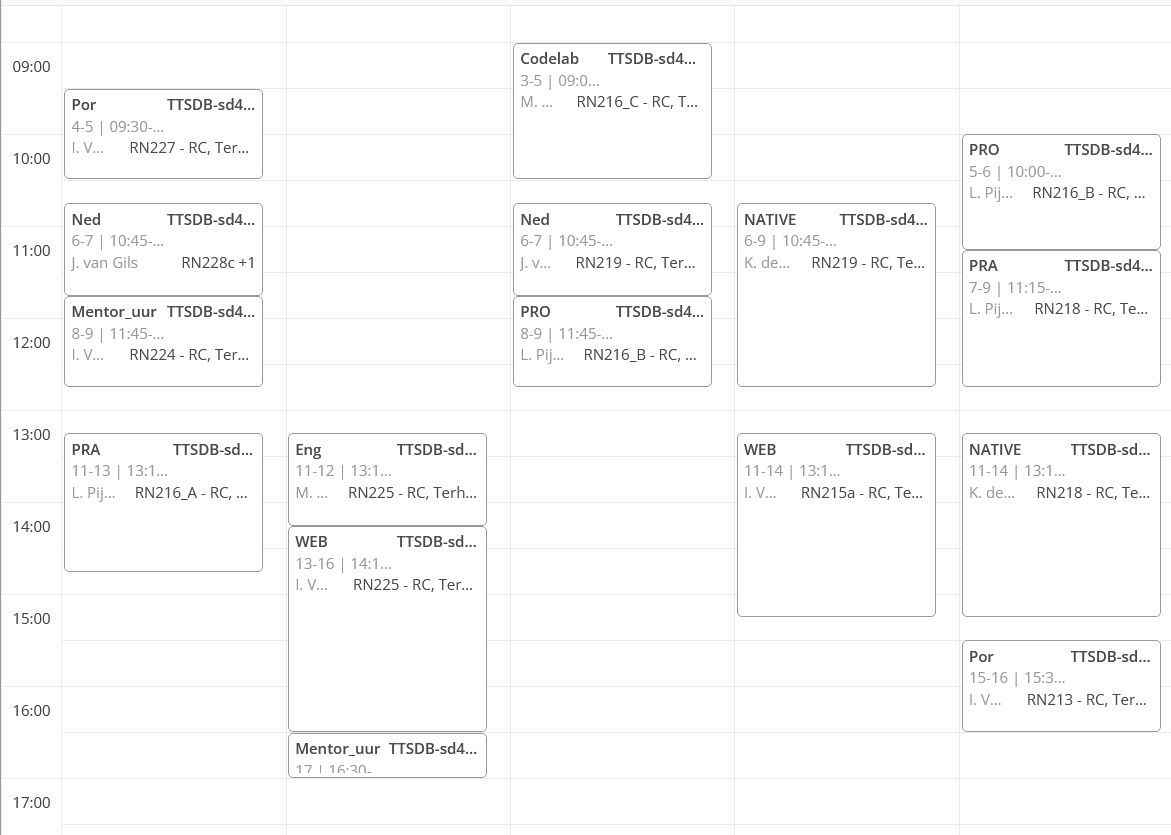 09:00
10:00
11:00
12:00
13:00
14:00
15:00
16:00
17:00
Por TTSDB-sd4...
4-5 | 09:30-...
I. V... RN227 - RC, Ter...
Ned TTSDB-sd4...
6-7 | 10:45-...
J. van Gils RN228c +1
Mentor_uur TTSDB-sd4...
8-9 | 11:45-...
I. V... RN224 - RC, Ter...
PRA TTSDB-sd...
11-13 | 13:1...
L. Pij... RN216_A - RC, ...
Eng TTSDB-sd...
11-12 | 13:1...
M. ... RN225 - RC, Terh...
WEB TTSDB-sd...
13-16 | 14:1...
I. V... RN225 - RC, Ter...
Mentor_uur TTSDB-sd4...
17 | 16:30-
Codelab TTSDB-sd4...
3-5 | 09:0...
M. ... RN216_C - RC, T...
Ned TTSDB-sd4...
6-7 | 10:45-...
J. v... RN219 - RC, Ter...
PRO TTSDB-sd4...
8-9 | 11:45-...
L. Pij... RN216_B - RC, ...
NATIVE TTSDB-sd4...
6-9 | 10:45-...
K. de... RN219 - RC, Te...
WEB TTSDB-sd...
11-14 | 13:1...
I. V... RN215a - RC, Te...
PRO TTSDB-sd4...
5-6 | 10:00-...
L. Pij... RN216_B - RC, ...
PRA TTSDB-sd4...
7-9 | 11:15-...
L. Pij... RN218 - RC, Te...
NATIVE TTSDB-sd...
11-14 | 13:1...
K. de... RN218 - RC, Te...
Por TTSDB-sd...
15-16 | 15:3...
I. V... RN213 - RC, Ter...